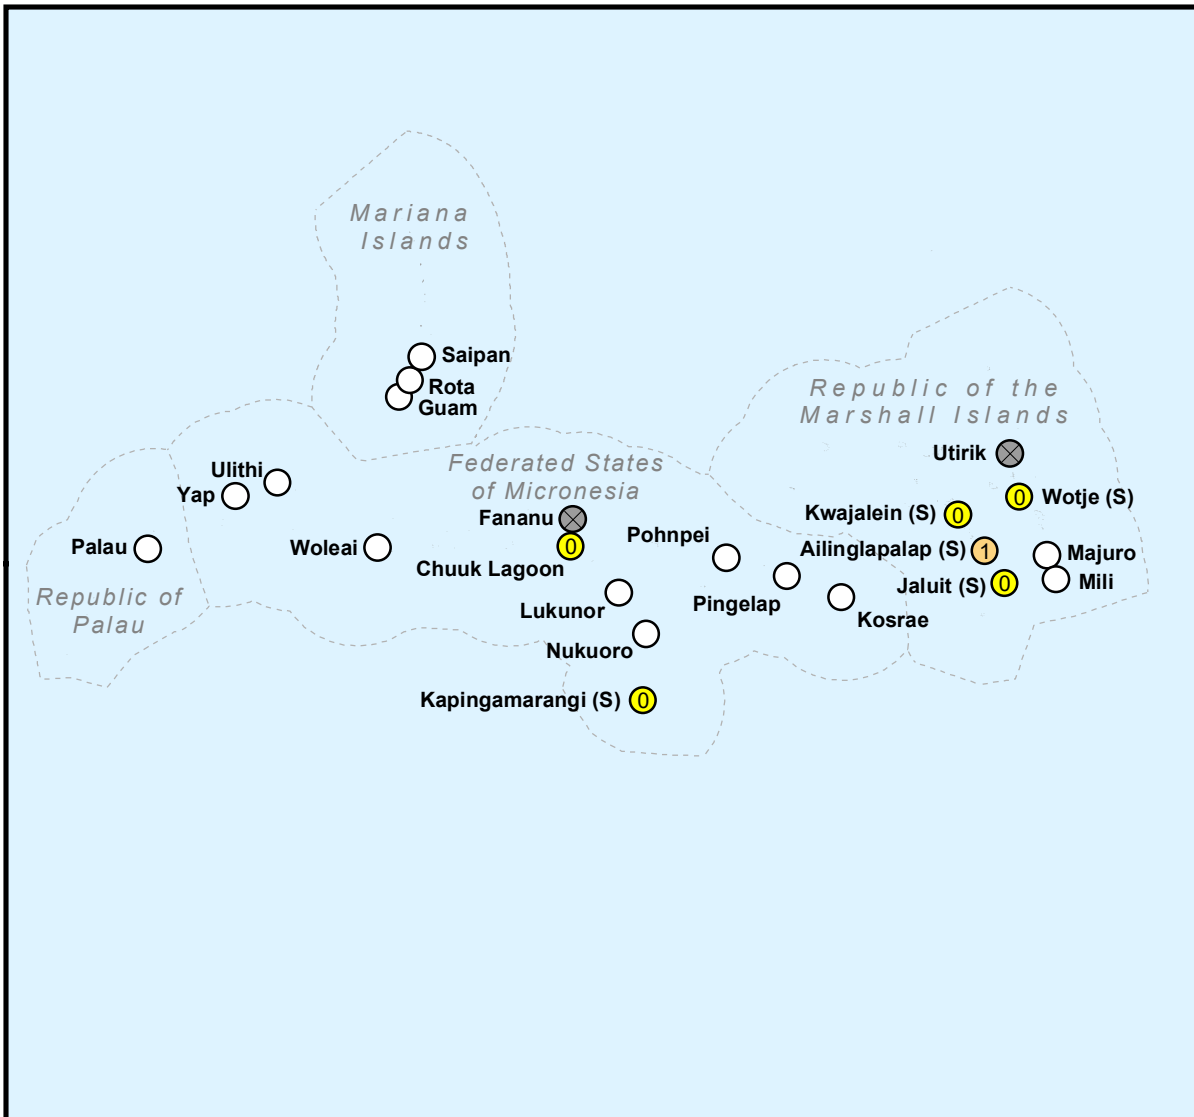 Mariana
Islands
Saipan
Rota
Guam
Republic of the
Marshall Islands
Utirik
Ulithi
Yap
Federated States
of Micronesia
Wotje (S)
0
Kwajalein (S)
0
Fananu
Palau
Woleai
0
Chuuk Lagoon
Pohnpei
Ailinglapalap (S)
1
Majuro
Mili
Jaluit (S)
0
Republic of
Palau
Lukunor
Pingelap
Kosrae
Nukuoro
Kapingamarangi (S)
0